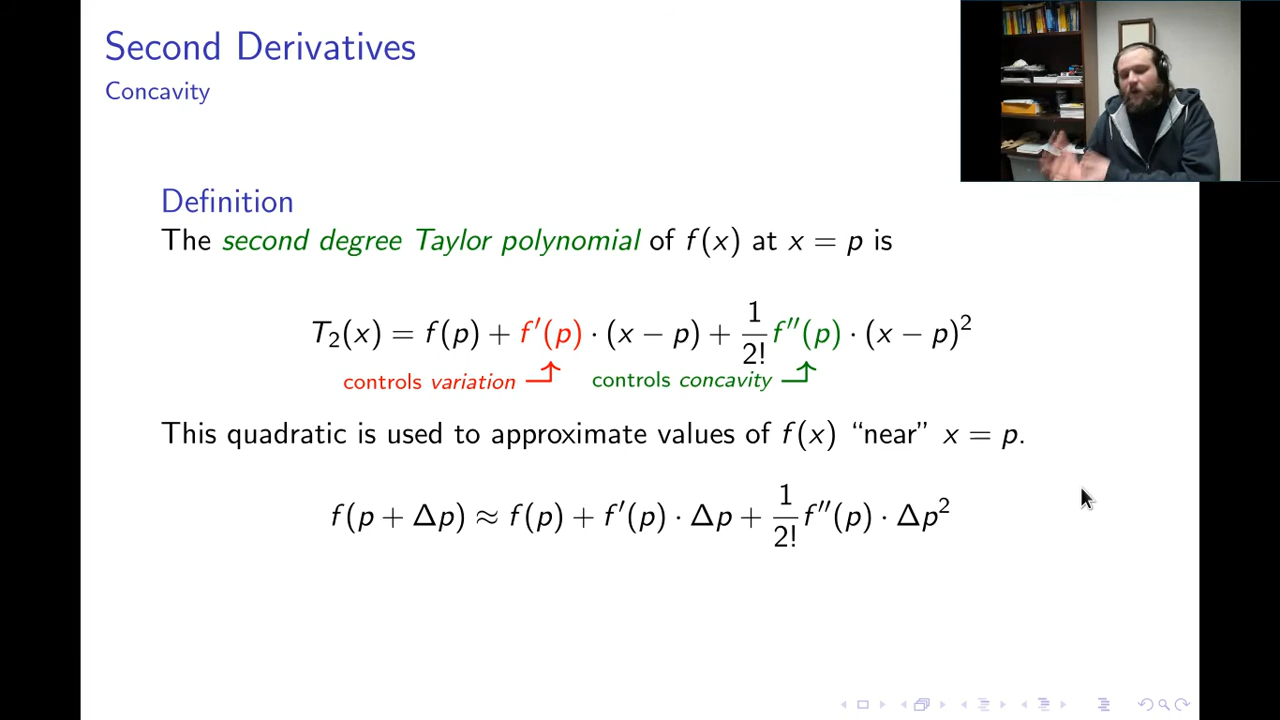 Second Derivatives
Concavity
Definition
The second degree Taylor polynomial of f(x) at x = p is
T₂(x) = f(p) + f′(p) · (x − p) + 1/2! f″(p) · (x − p)²
controls variation controls concavity
This quadratic is used to approximate values of f(x) “near” x = p.
f(p + Δp) ≈ f(p) + f′(p) · Δp + 1/2! f″(p) · Δp²